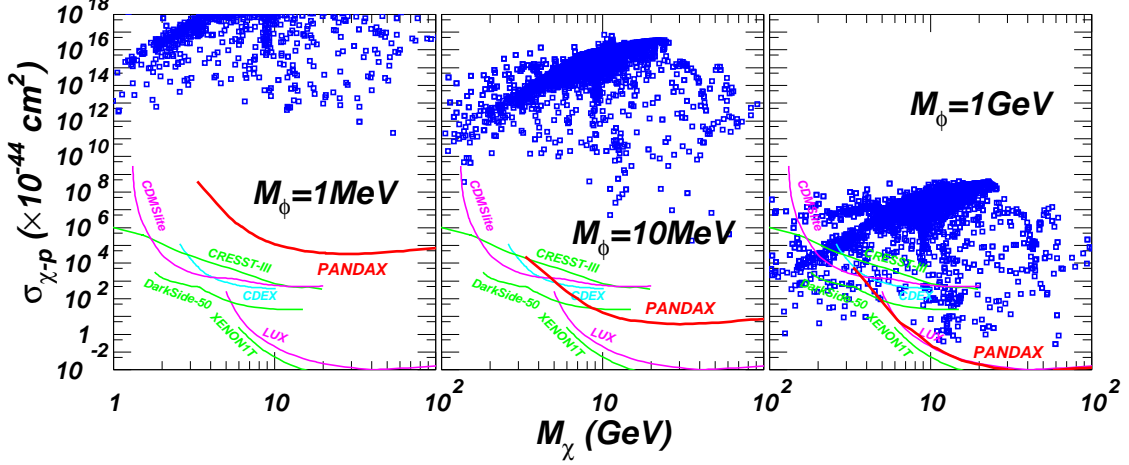 σχ-p (×10-44 cm2)
10 18
10 16
10 14
10 12
10 10
10 8
10 6
10 4
10 2
1
10 -2
Mϕ=1MeV
CDMSlite
CRESST-III
PANDAX
CDEX
DarkSide-50
LUX
XENON1T
Mϕ=10MeV
CDMSlite
CRESST-III
CDEX
DarkSide-50
PANDAX
LUX
XENON1T
Mϕ=1GeV
CDMSlite
CRESST-III
CDEX
DarkSide-50
LUX
XENON1T
PANDAX
1 10 10 2 10 10 2 10 10 2
Mχ (GeV)